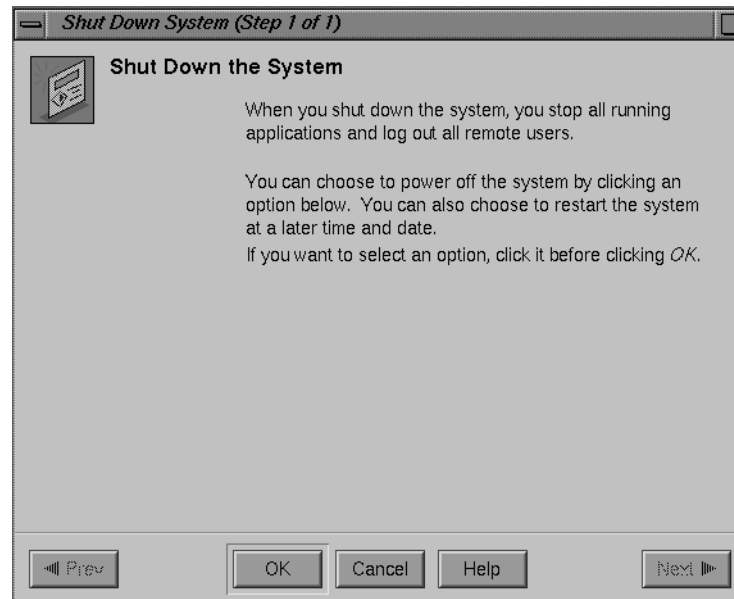 Shut Down System (Step 1 of 1)
Shut Down the System
When you shut down the system, you stop all running
applications and log out all remote users.
You can choose to power off the system by clicking an
option below. You can also choose to restart the system
at a later time and date.
If you want to select an option, click it before clicking OK.
Prev
OK
Cancel
Help
Next